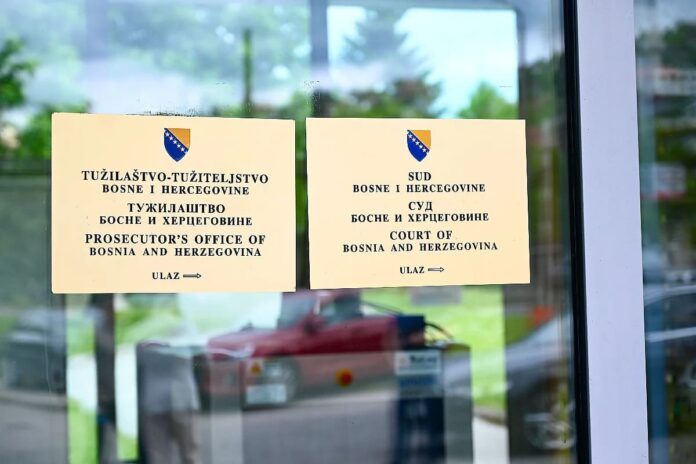 TUŽILAŠTVO-TUŽITELJSTVO
BOSNE I HERCEGOVINE
ТУЖИЛАШТВО
БОСНЕ И ХЕРЦЕГОВИНЕ
PROSECUTOR'S OFFICE OF
BOSNIA AND HERZEGOVINA
ULAZ
SUD
BOSNE I HERCEGOVINE
СУД
БОСНЕ И ХЕРЦЕГОВИНЕ
COURT OF
BOSNIA AND HERZEGOVINA
ULAZ